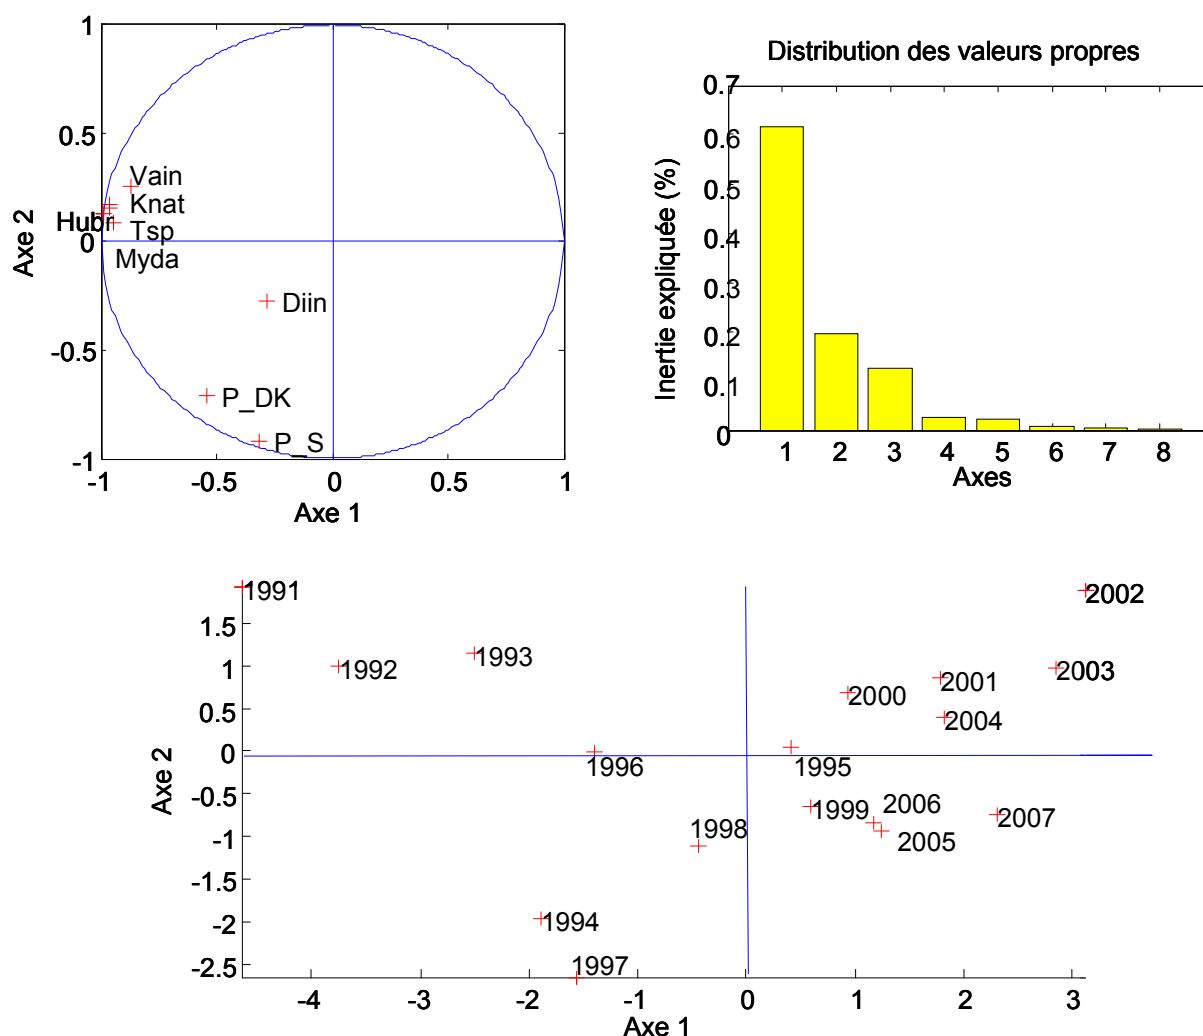 1
0.5
0
-0.5
-1
Axe 2
Vain
Knat
Hubr
Tsp
Myda
Diin
P_DK
P_S
-1
-0.5
0
0.5
1
Axe 1
Distribution des valeurs propres
0.7
0.6
0.5
0.4
0.3
0.2
0.1
0
Inertie expliquée (%)
1 2 3 4 5 6 7 8
Axes
1991
2002
1.5
1992
1993
2003
1
2001
2000
0.5
2004
0
Axe 2
1996
1995
-0.5
1999
2006
2007
1998
2005
-1
-1.5
-2
1994
1997
-2.5
-4 -3 -2 -1 0 1 2 3
Axe 1